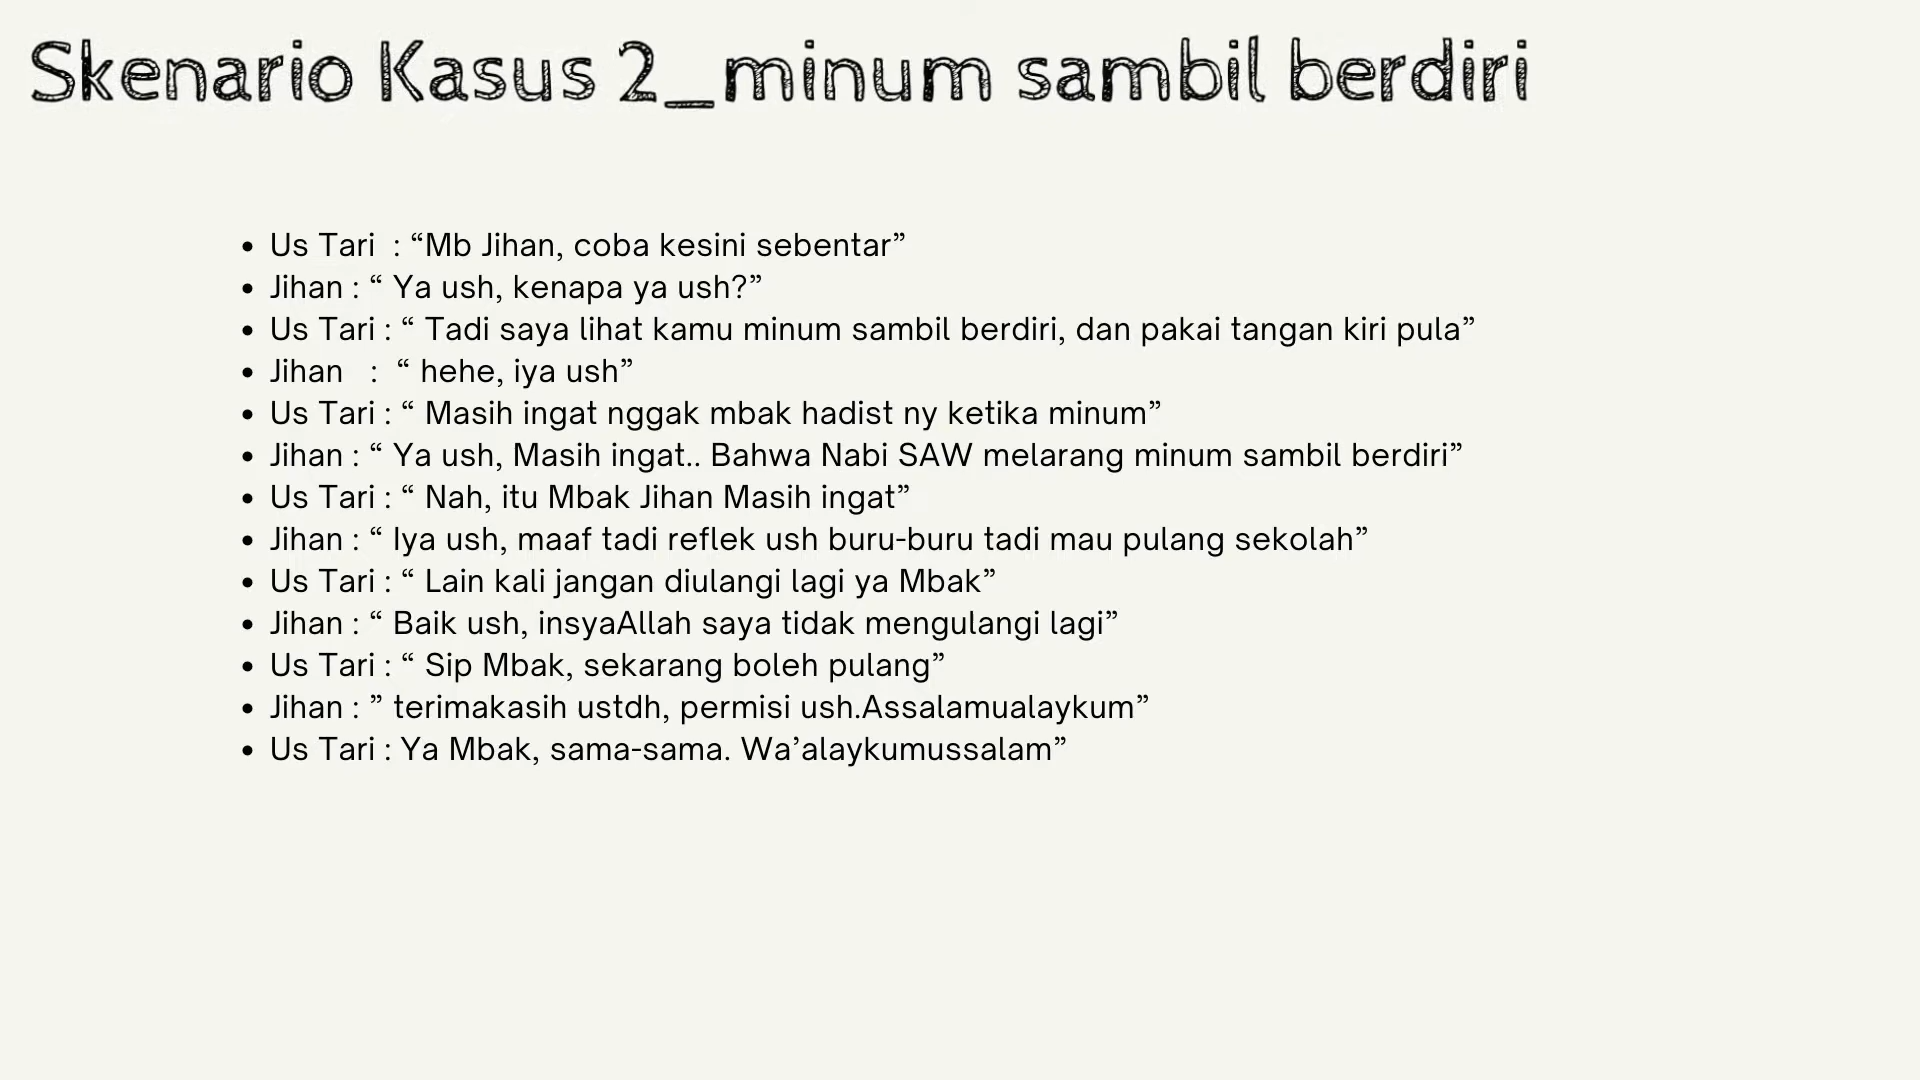 Skenario Kasus 2_minum sambil berdiri
• Us Tari  : “Mb Jihan, coba kesini sebentar”
• Jihan : “ Ya ush, kenapa ya ush?”
• Us Tari : “ Tadi saya lihat kamu minum sambil berdiri, dan pakai tangan kiri pula”
• Jihan   :  “ hehe, iya ush”
• Us Tari : “ Masih ingat nggak mbak hadist ny ketika minum”
• Jihan : “ Ya ush, Masih ingat.. Bahwa Nabi SAW melarang minum sambil berdiri”
• Us Tari : “ Nah, itu Mbak Jihan Masih ingat”
• Jihan : “ Iya ush, maaf tadi reflek ush buru-buru tadi mau pulang sekolah”
• Us Tari : “ Lain kali jangan diulangi lagi ya Mbak”
• Jihan : “ Baik ush, insyaAllah saya tidak mengulangi lagi”
• Us Tari : “ Sip Mbak, sekarang boleh pulang”
• Jihan : ” terimakasih ustdh, permisi ush.Assalamualaykum”
• Us Tari : Ya Mbak, sama-sama. Wa’alaykumussalam”